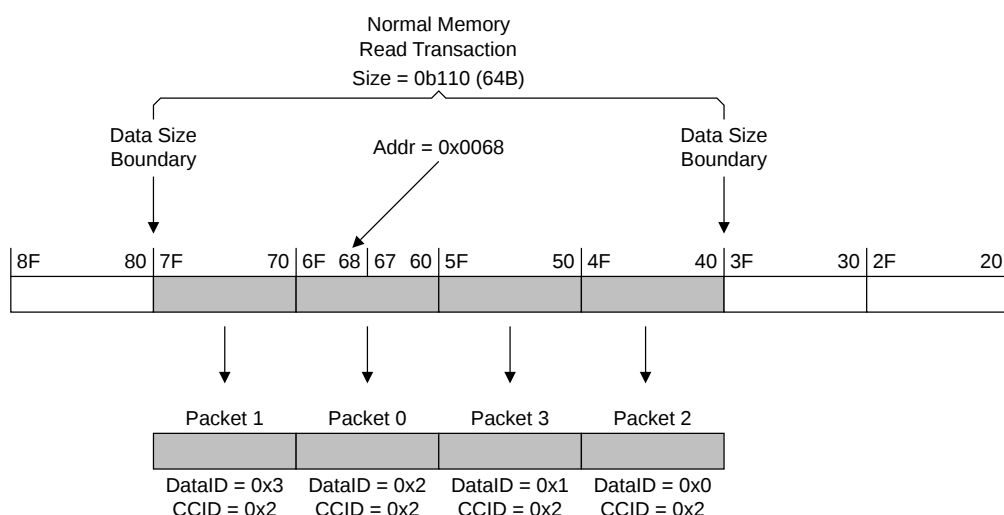 Normal Memory
Read Transaction
Size = 0b110 (64B)
Data Size
Boundary
Addr = 0x0068
Data Size
Boundary
8F 80 7F 70 6F 68 67 60 5F 50 4F 40 3F 30 2F 20
Packet 1 Packet 0 Packet 3 Packet 2
DataID = 0x3 DataID = 0x2 DataID = 0x1 DataID = 0x0
CCID = 0x2 CCID = 0x2 CCID = 0x2 CCID = 0x2